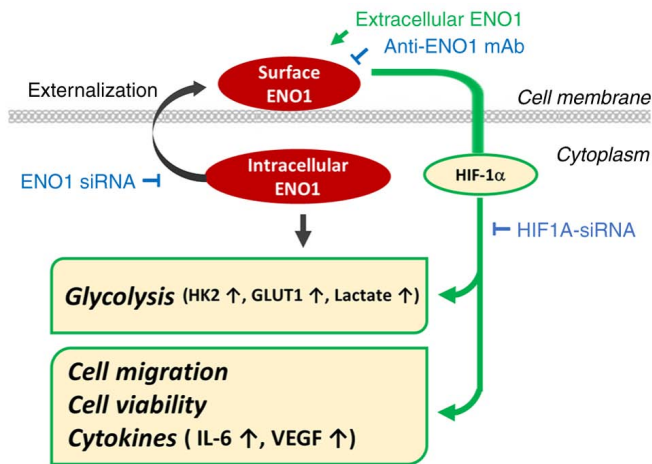 Extracellular ENO1
Anti-ENO1 mAb
Surface
ENO1
Externalization
Cell membrane
Cytoplasm
Intracellular
ENO1
HIF-1α
ENO1 siRNA
HIF1A-siRNA
Glycolysis (HK2 ↑, GLUT1 ↑, Lactate ↑)
Cell migration
Cell viability
Cytokines ( IL-6 ↑, VEGF ↑)